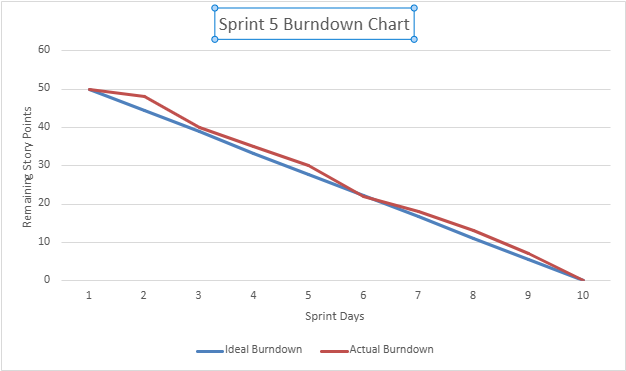 Sprint 5 Burndown Chart
60
50
40
30
20
10
0
Remaining Story Points
1 2 3 4 5 6 7 8 9 10
Sprint Days
Ideal Burndown Actual Burndown